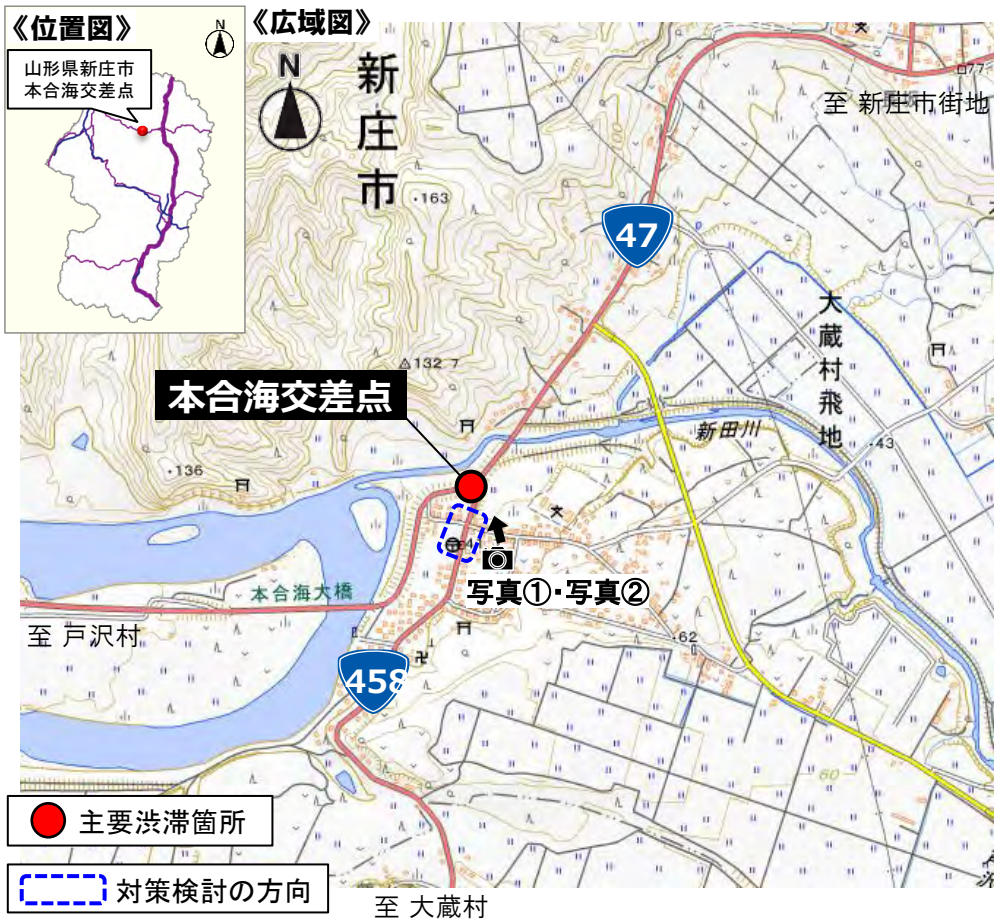 《位置図》
山形県新庄市
本合海交差点
《広域図》
N
新庄市
77
至 新庄市街地
163
47
大蔵村飛地
132.7
本合海交差点
新田川
43
136
本合海大橋
写真①・写真②
至 戸沢村
62
458
60
主要渋滞箇所
対策検討の方向
至 大蔵村